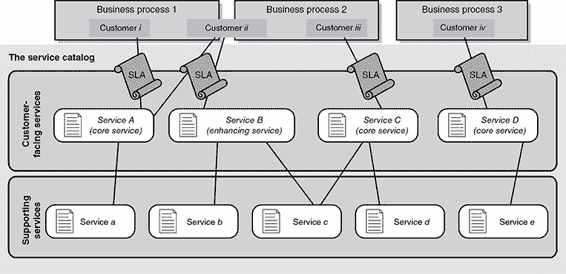 Business process 1
Business process 2
Business process 3
Customer i
Customer ii
Customer iii
Customer iv
The service catalog
SLA
SLA
SLA
SLA
Customer-
facing services
Service A
(core service)
Service B
(enhancing service)
Service C
(core service)
Service D
(core service)
Supporting
services
Service a
Service b
Service c
Service d
Service e